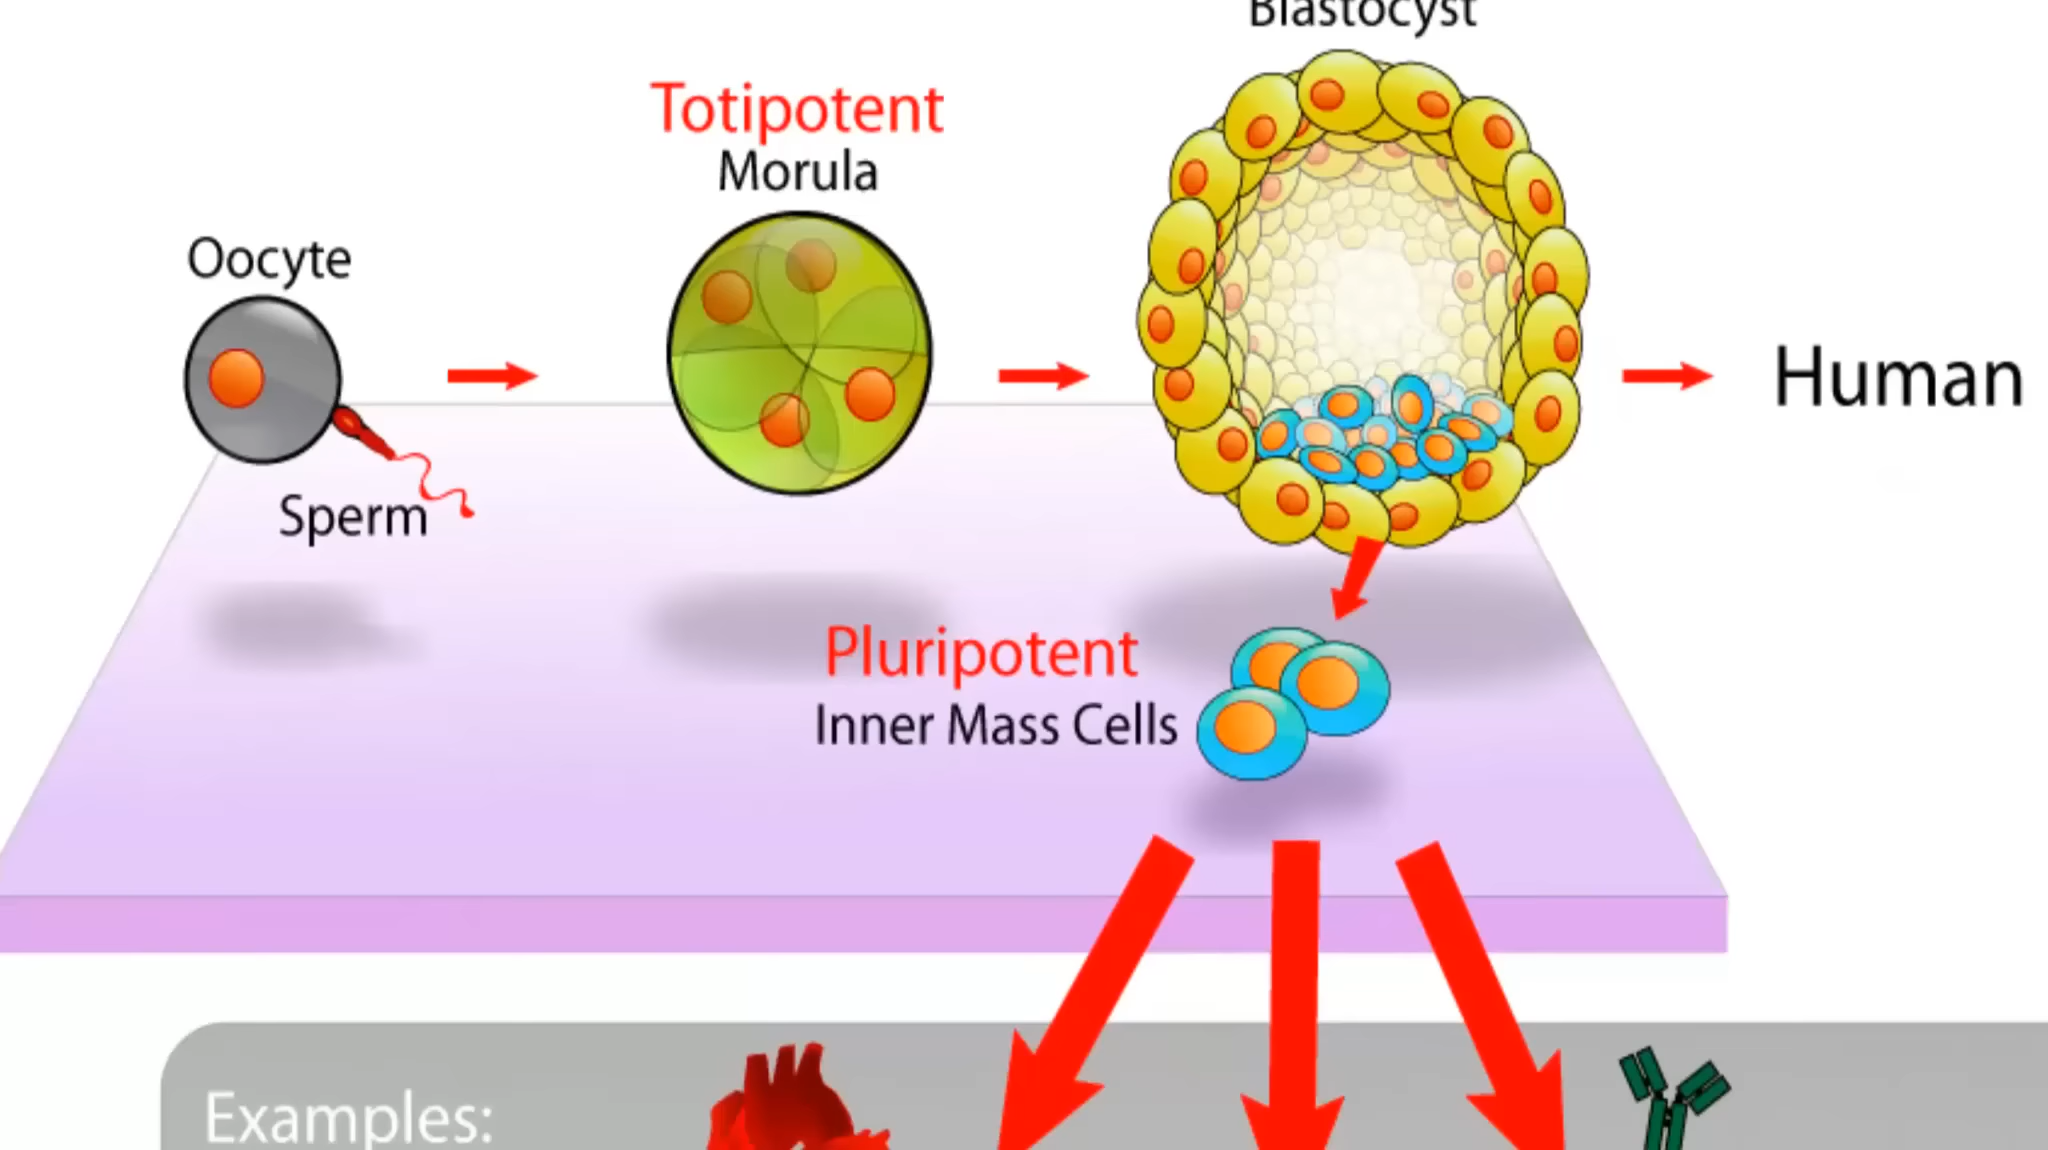 Blastocyst
Totipotent
Morula
Oocyte
Human
Sperm
Pluripotent
Inner Mass Cells
Examples: